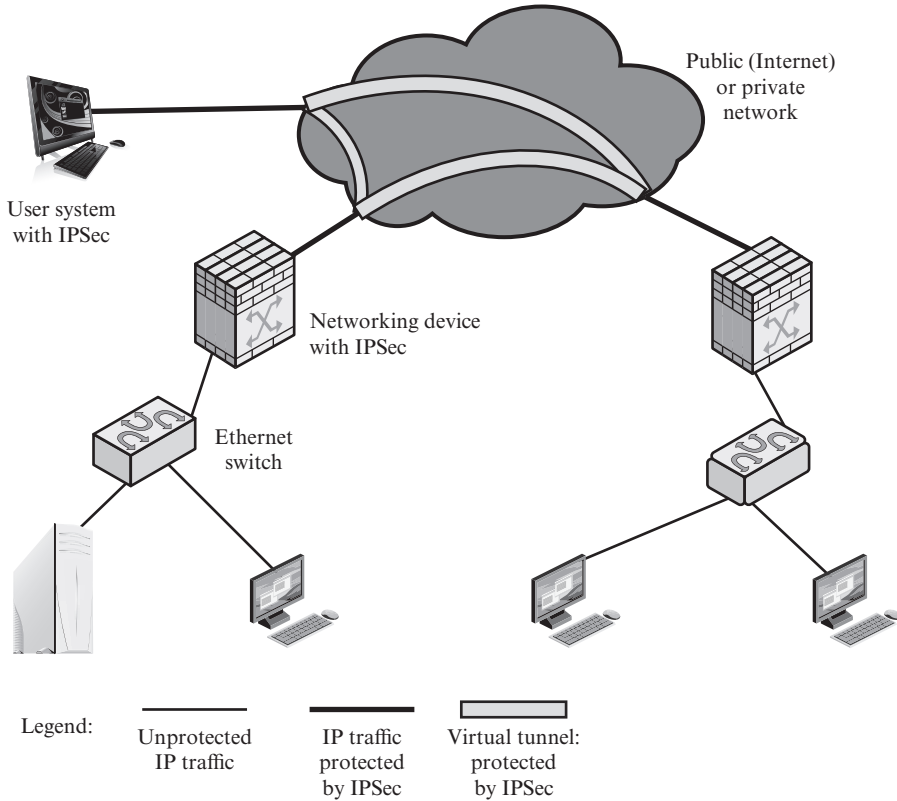 Public (Internet)
or private
network
User system
with IPSec
Networking device
with IPSec
Ethernet
switch
Legend:
Unprotected
IP traffic
IP traffic
protected
by IPSec
Virtual tunnel:
protected
by IPSec